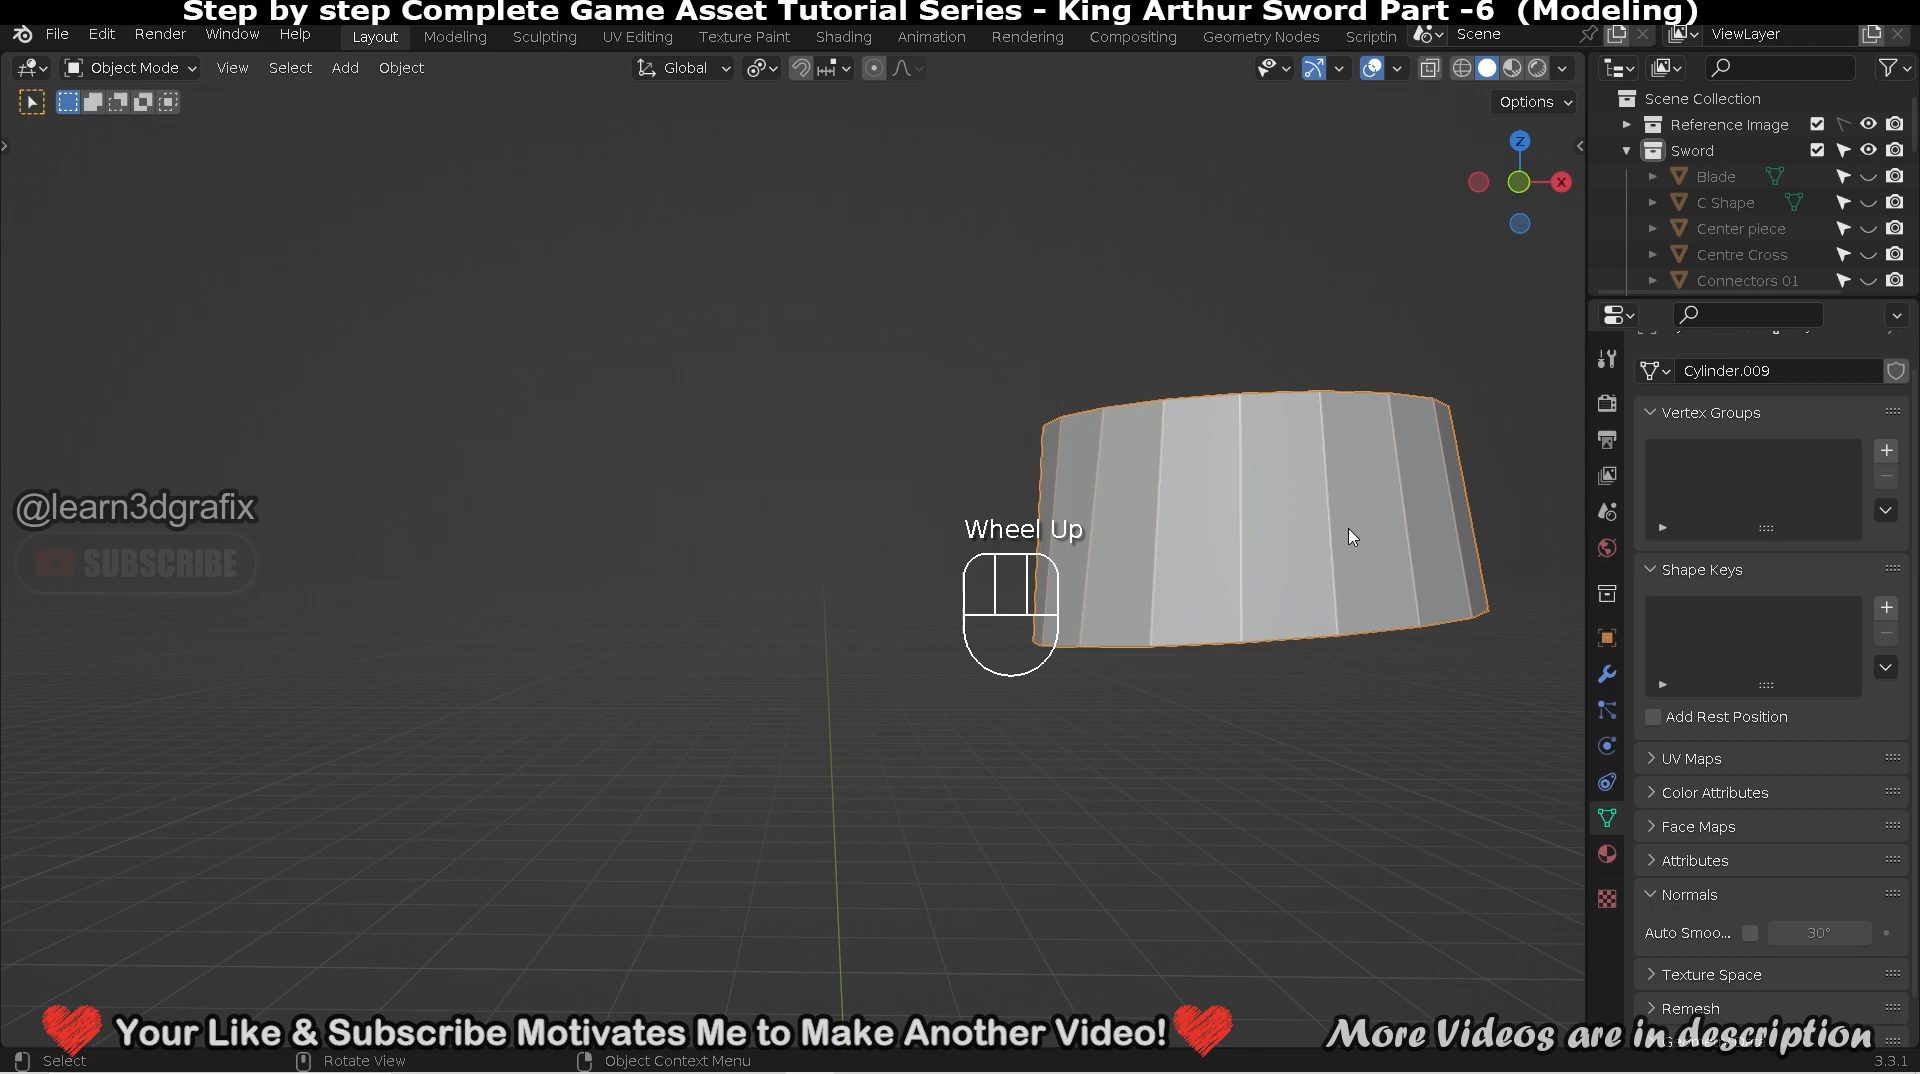 Step by step Complete Game Asset Tutorial Series - King Arthur Sword Part -6 (Modeling)
File Edit Render Window Help Layout Modeling Sculpting UV Editing Texture Paint Shading Animation Rendering Compositing Geometry Nodes Scriptin Scene ViewLayer
Object Mode View Select Add Object Global
Options
Scene Collection
Reference Image
Sword
Blade
C Shape
Center piece
Centre Cross
Connectors 01
Z
X
Cylinder.009
Vertex Groups
Shape Keys
Add Rest Position
UV Maps
Color Attributes
Face Maps
Attributes
Normals
Auto Smoo... 30°
Texture Space
Remesh
@learn3dgrafix
SUBSCRIBE
Wheel Up
Your Like & Subscribe Motivates Me to Make Another Video!
More Videos are in description
Select Rotate View Object Context Menu 3.3.1